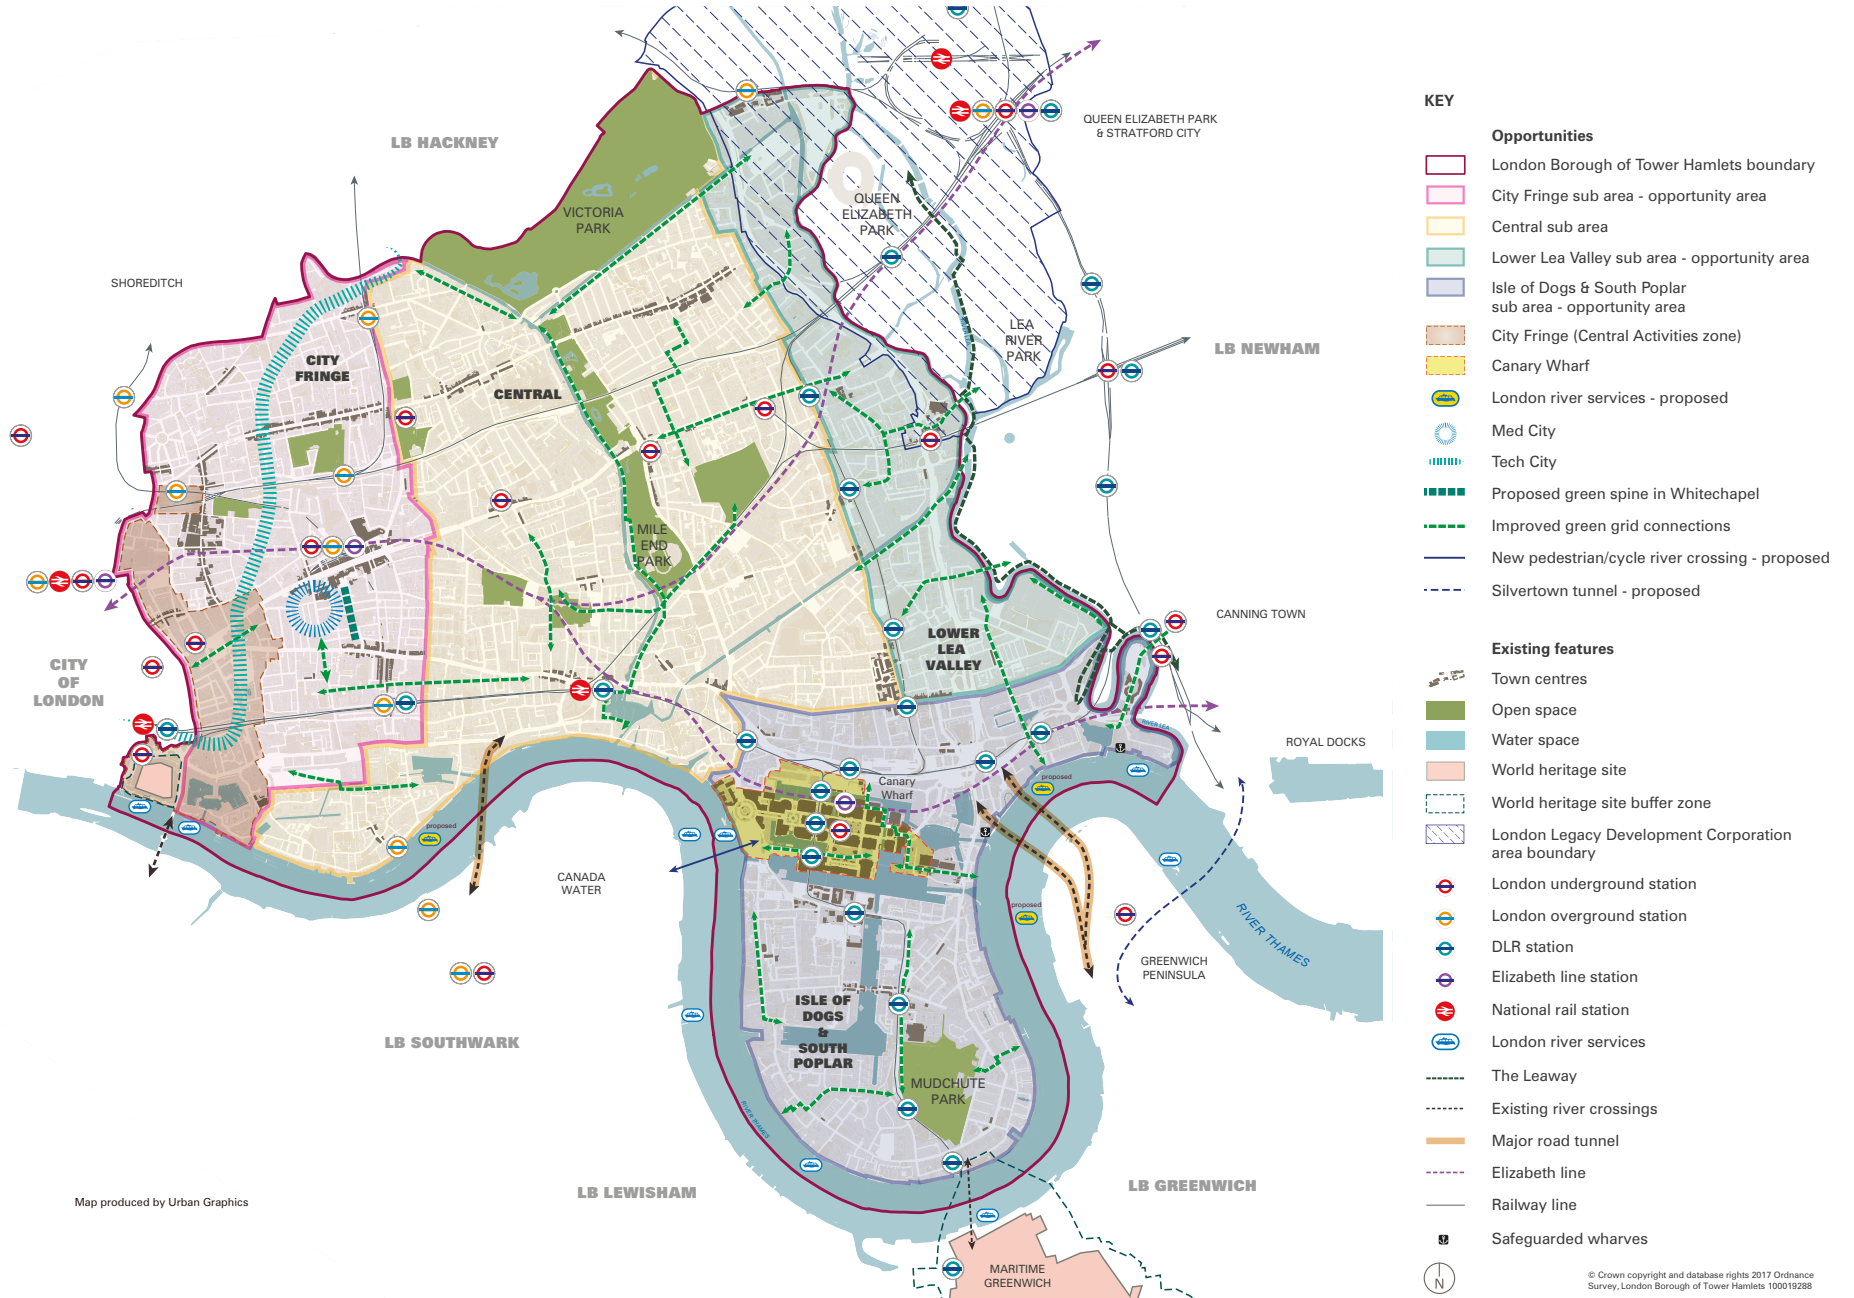 LB HACKNEY
QUEEN ELIZABETH PARK
& STRATFORD CITY
VICTORIA
PARK
QUEEN
ELIZABETH
PARK
SHOREDITCH
LEA
RIVER
PARK
LB NEWHAM
CITY
FRINGE
CENTRAL
MILE
END
PARK
CANNING TOWN
LOWER
LEA
VALLEY
CITY
OF
LONDON
RIVER LEA
ROYAL DOCKS
Canary
Wharf
proposed
proposed
proposed
CANADA
WATER
RIVER THAMES
GREENWICH
PENINSULA
ISLE OF
DOGS
&
SOUTH
POPLAR
LB SOUTHWARK
MUDCHUTE
PARK
RIVER THAMES
LB LEWISHAM
LB GREENWICH
Map produced by Urban Graphics
MARITIME
GREENWICH
KEY
Opportunities
London Borough of Tower Hamlets boundary
City Fringe sub area - opportunity area
Central sub area
Lower Lea Valley sub area - opportunity area
Isle of Dogs & South Poplar
sub area - opportunity area
City Fringe (Central Activities zone)
Canary Wharf
London river services - proposed
Med City
Tech City
Proposed green spine in Whitechapel
Improved green grid connections
New pedestrian/cycle river crossing - proposed
Silvertown tunnel - proposed
Existing features
Town centres
Open space
Water space
World heritage site
World heritage site buffer zone
London Legacy Development Corporation
area boundary
London underground station
London overground station
DLR station
Elizabeth line station
National rail station
London river services
The Leaway
Existing river crossings
Major road tunnel
Elizabeth line
Railway line
Safeguarded wharves
N
© Crown copyright and database rights 2017 Ordnance
Survey, London Borough of Tower Hamlets 100019288